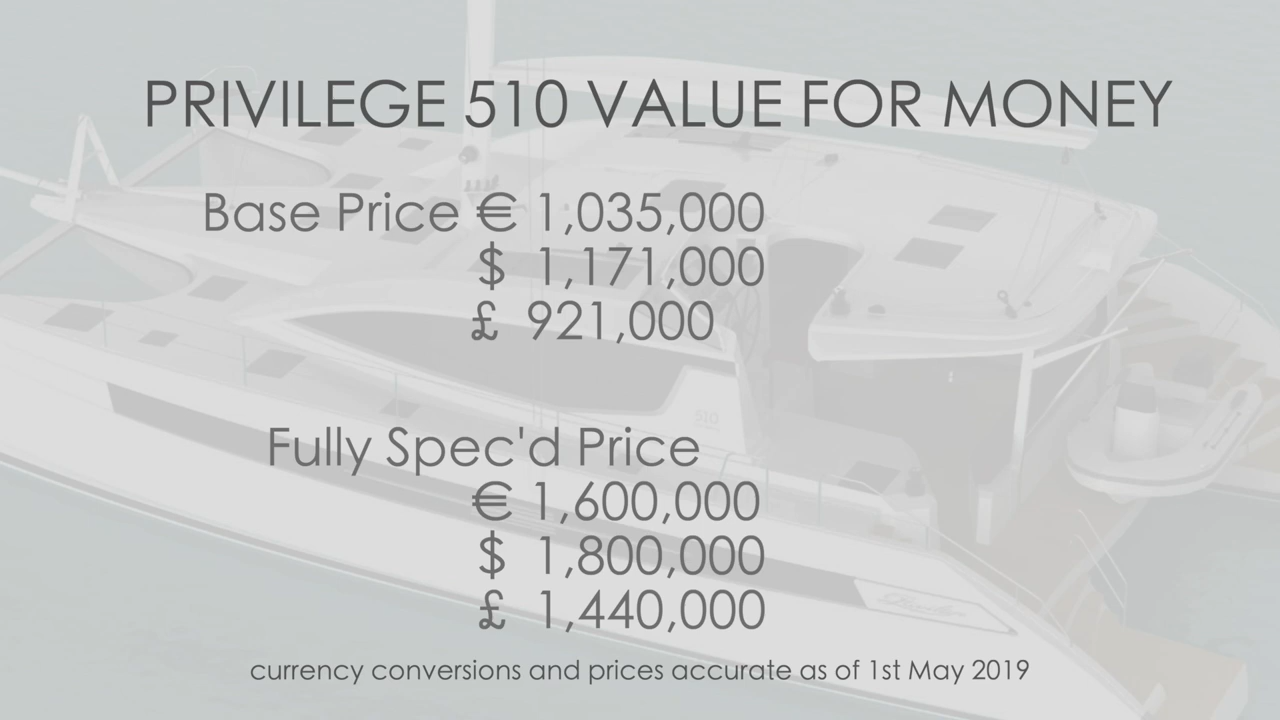 PRIVILEGE 510 VALUE FOR MONEY
Base Price € 1,035,000
$ 1,171,000
£ 921,000
510
Fully Spec'd Price
€ 1,600,000
$ 1,800,000
£ 1,440,000
currency conversions and prices accurate as of 1st May 2019